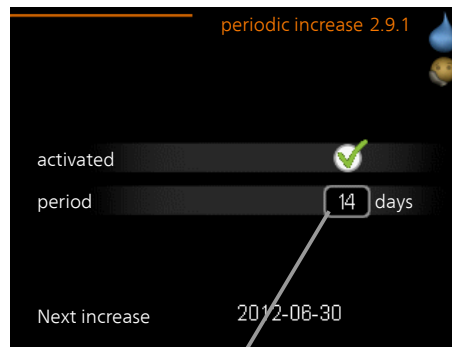 periodic increase 2.9.1
activated
period 14 days
Next increase 2012-06-30